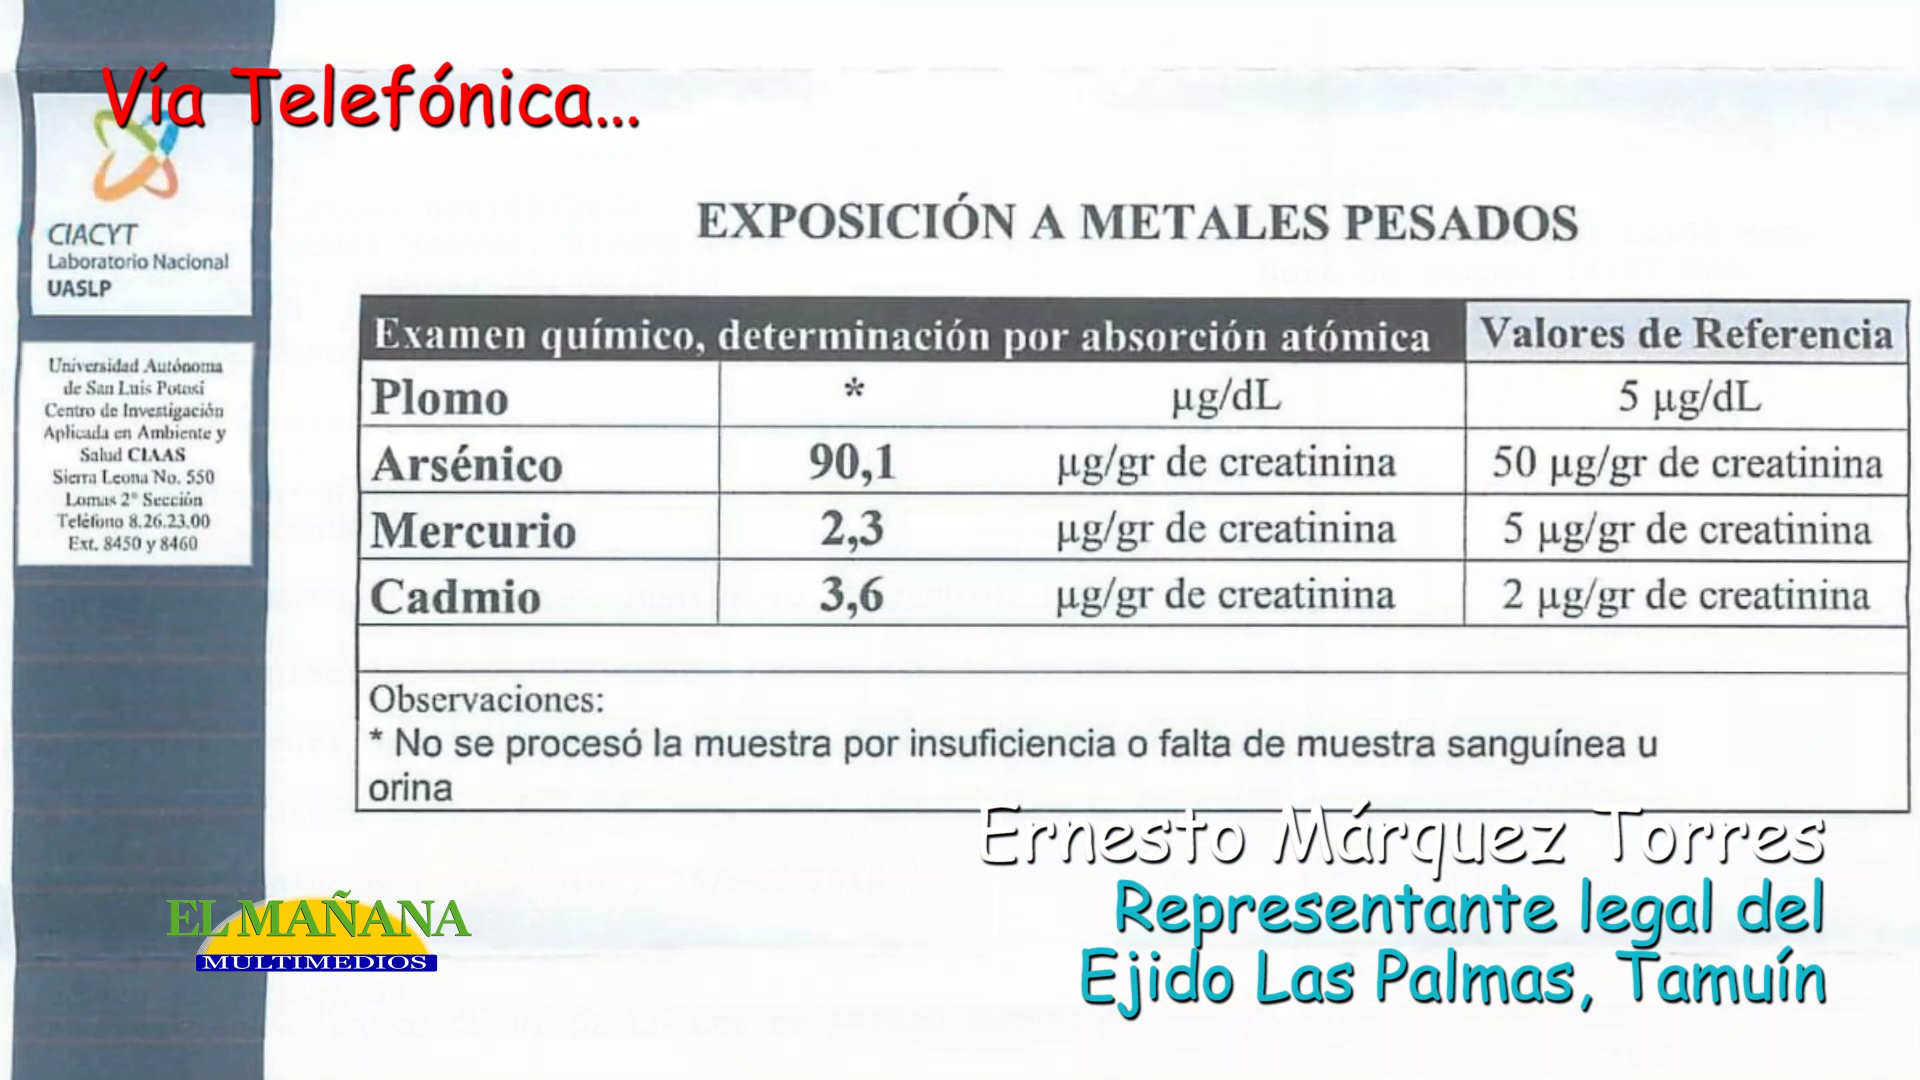 Vía Telefónica...
CIACYT
Laboratorio Nacional
UASLP
Universidad Autónoma
de San Luis Potosí
Centro de Investigación
Aplicada en Ambiente y
Salud CIAAS
Sierra Leona No. 550
Lomas 2ª Sección
Teléfono 8.26.23.00
Ext. 8450 y 8460
EXPOSICIÓN A METALES PESADOS
Examen químico, determinación por absorción atómica Valores de Referencia
Plomo * µg/dL 5 µg/dL
Arsénico 90,1 µg/gr de creatinina 50 µg/gr de creatinina
Mercurio 2,3 µg/gr de creatinina 5 µg/gr de creatinina
Cadmio 3,6 µg/gr de creatinina 2 µg/gr de creatinina
Observaciones:
* No se procesó la muestra por insuficiencia o falta de muestra sanguínea u
orina
Ernesto Márquez Torres
Representante legal del
Ejido Las Palmas, Tamuín
EL MAÑANA
MULTIMEDIOS